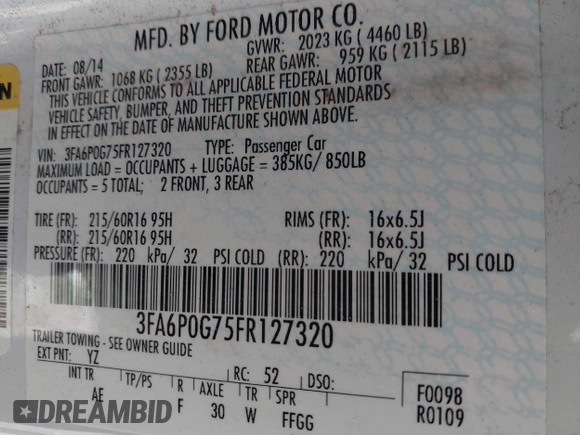 MFD. BY FORD MOTOR CO.
DATE: 08/14 GVWR: 2023 KG ( 4460 LB)
FRONT GAWR: 1068 KG ( 2355 LB) REAR GAWR: 959 KG ( 2115 LB)
THIS VEHICLE CONFORMS TO ALL APPLICABLE FEDERAL MOTOR
VEHICLE SAFETY, BUMPER, AND THEFT PREVENTION STANDARDS
IN EFFECT ON THE DATE OF MANUFACTURE SHOWN ABOVE.
VIN: 3FA6P0G75FR127320 TYPE: Passenger Car
MAXIMUM LOAD = OCCUPANTS + LUGGAGE = 385KG/ 850LB
OCCUPANTS = 5 TOTAL; 2 FRONT, 3 REAR
TIRE (FR): 215/60R16 95H RIMS (FR): 16x6.5J
(RR): 215/60R16 95H (RR): 16x6.5J
PRESSURE (FR): 220 kPa/ 32 PSI COLD (RR): 220 kPa/ 32 PSI COLD
3FA6P0G75FR127320
TRAILER TOWING - SEE OWNER GUIDE
EXT PNT: YZ RC: 52 DSO:
INT TR TP/PS R AXLE TR SPR
AE F 30 W FFGG
F0098
R0109
DREAMBID